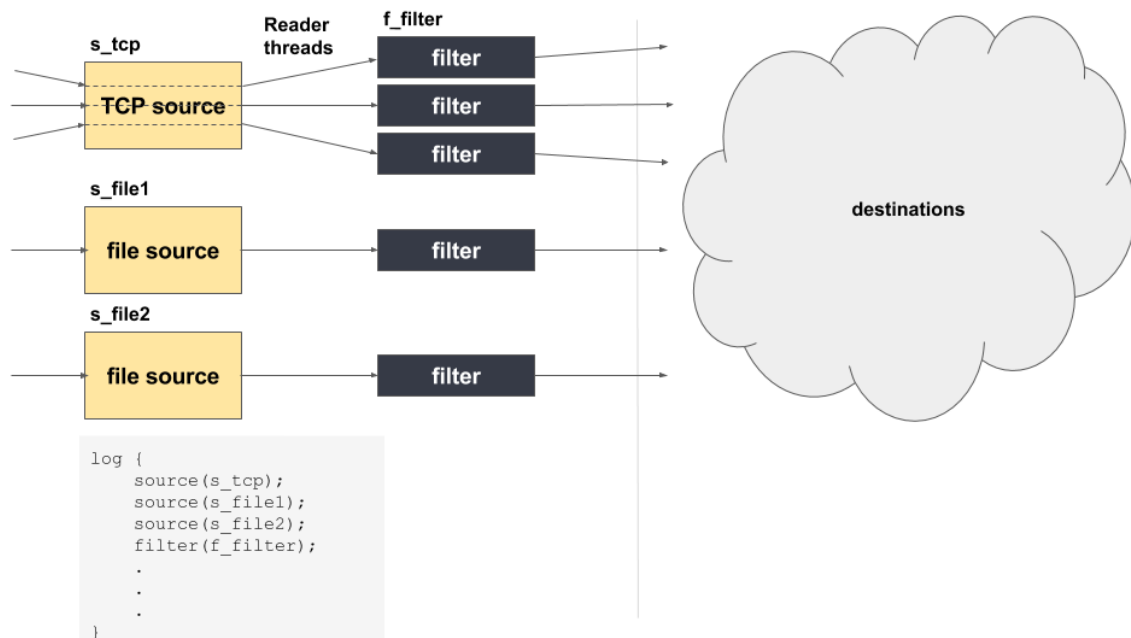 Reader
threads
f_filter
s_tcp
TCP source
filter
filter
filter
s_file1
file source
filter
destinations
s_file2
file source
filter
log {
    source(s_tcp);
    source(s_file1);
    source(s_file2);
    filter(f_filter);
    .
    .
    .
}